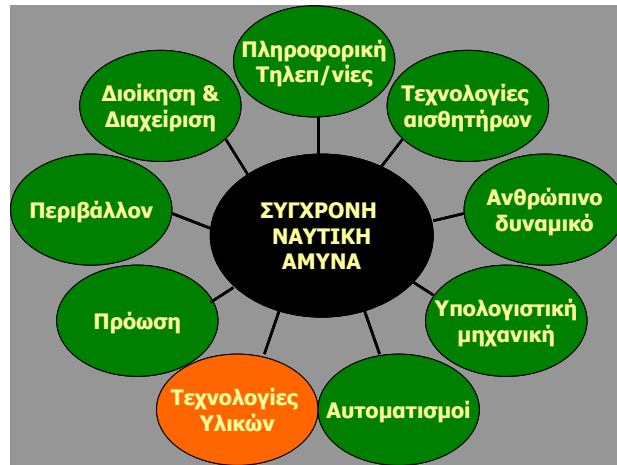 Πληροφορική
Τηλεπ/νίες
Διοίκηση &
Διαχείριση
Τεχνολογίες
αισθητήρων
Περιβάλλον
ΣΥΓΧΡΟΝΗ
ΝΑΥΤΙΚΗ
ΑΜΥΝΑ
Ανθρώπινο
δυναμικό
Πρόωση
Υπολογιστική
μηχανική
Τεχνολογίες
Υλικών
Αυτοματισμοί